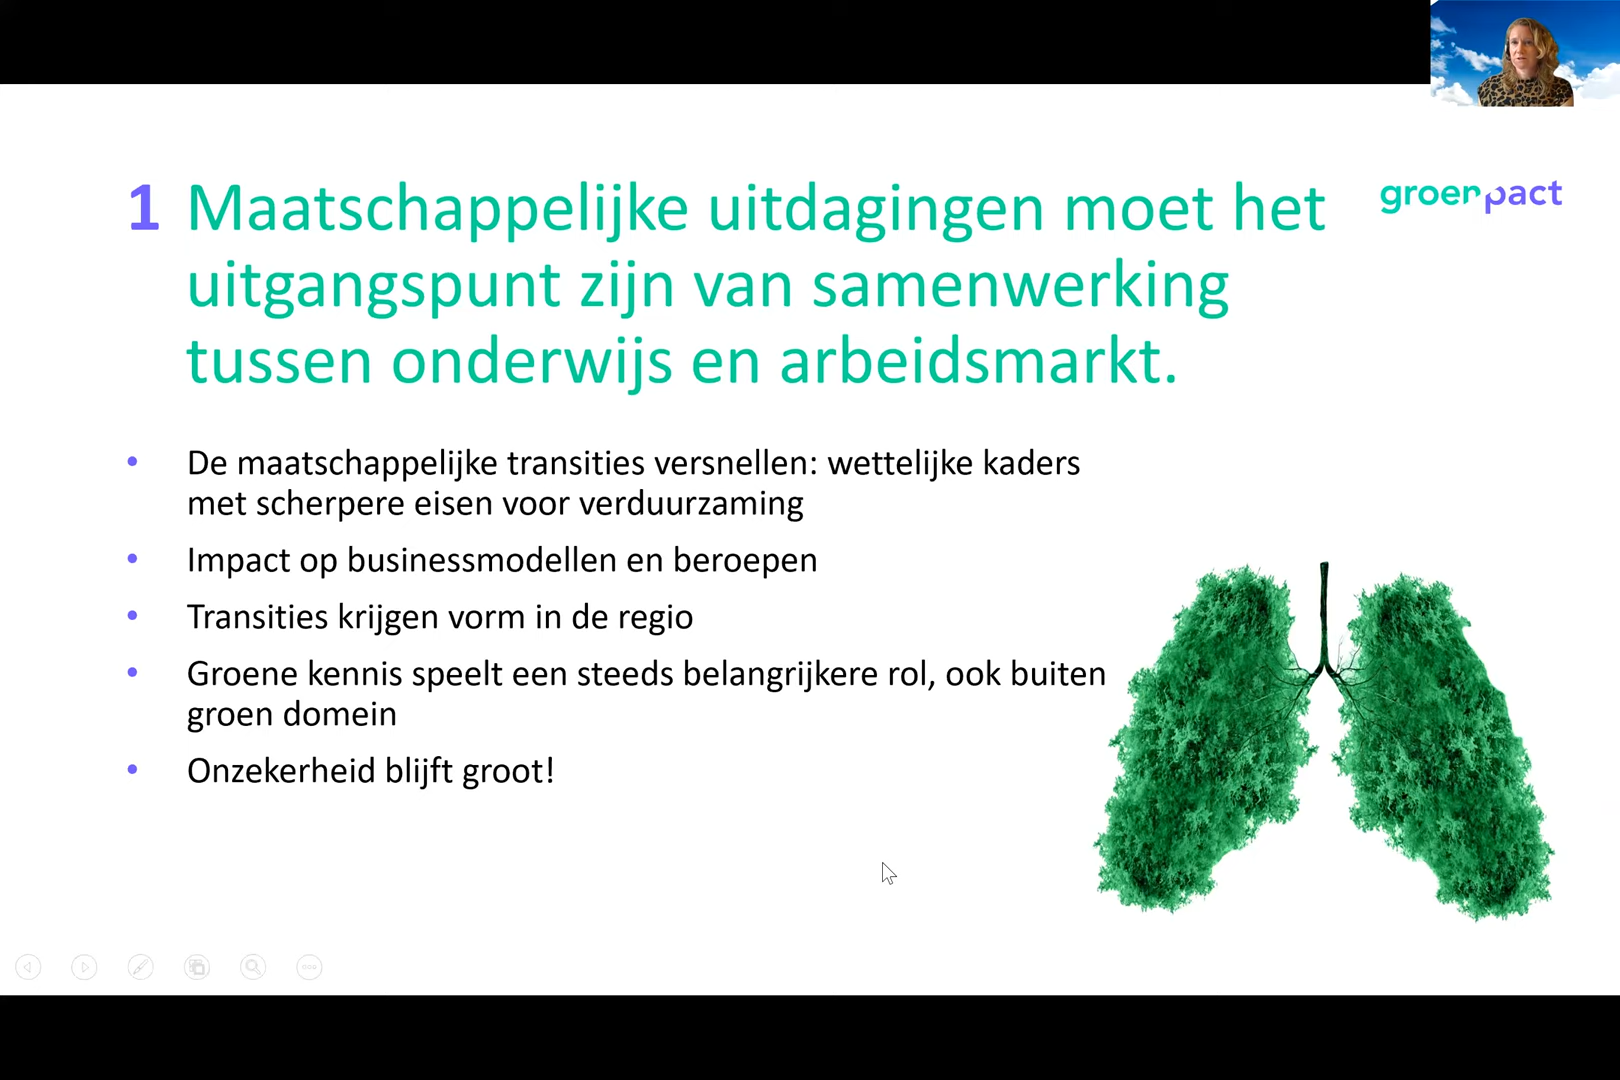 groenpact
1 Maatschappelijke uitdagingen moet het
uitgangspunt zijn van samenwerking
tussen onderwijs en arbeidsmarkt.
• De maatschappelijke transities versnellen: wettelijke kaders
met scherpere eisen voor verduurzaming
• Impact op businessmodellen en beroepen
• Transities krijgen vorm in de regio
• Groene kennis speelt een steeds belangrijkere rol, ook buiten
groen domein
• Onzekerheid blijft groot!